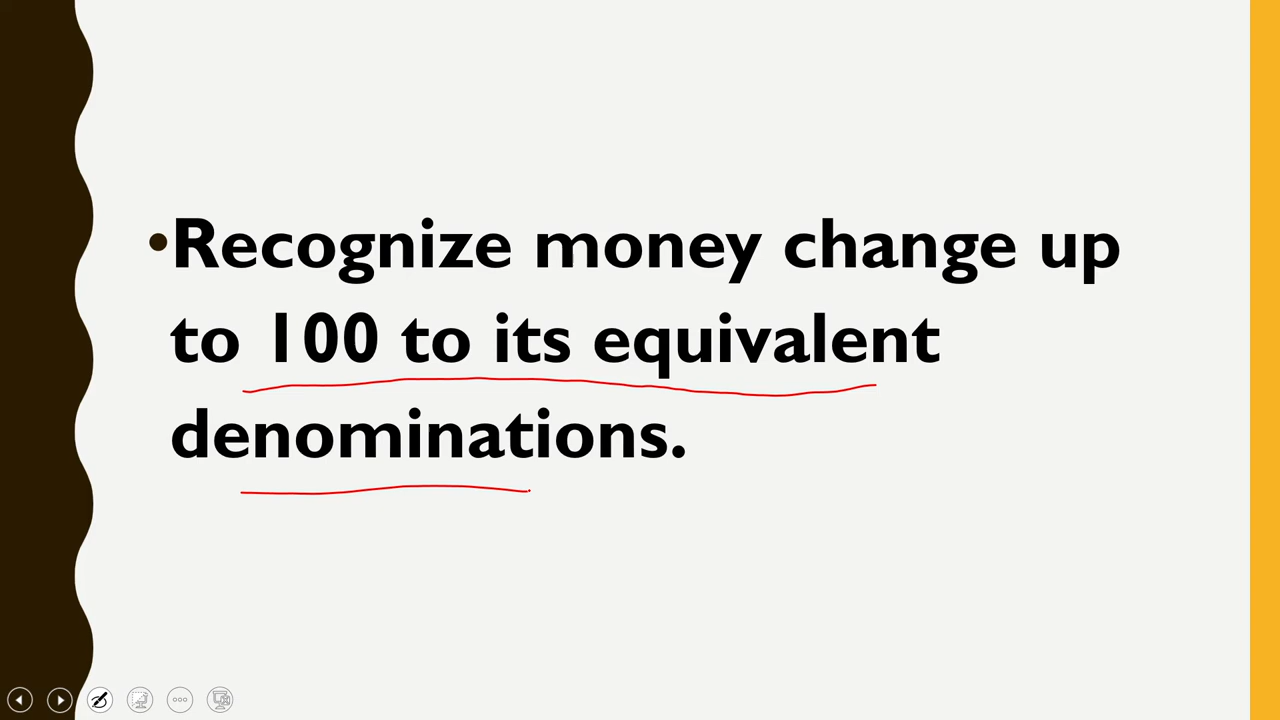 •Recognize money change up
to 100 to its equivalent
denominations.